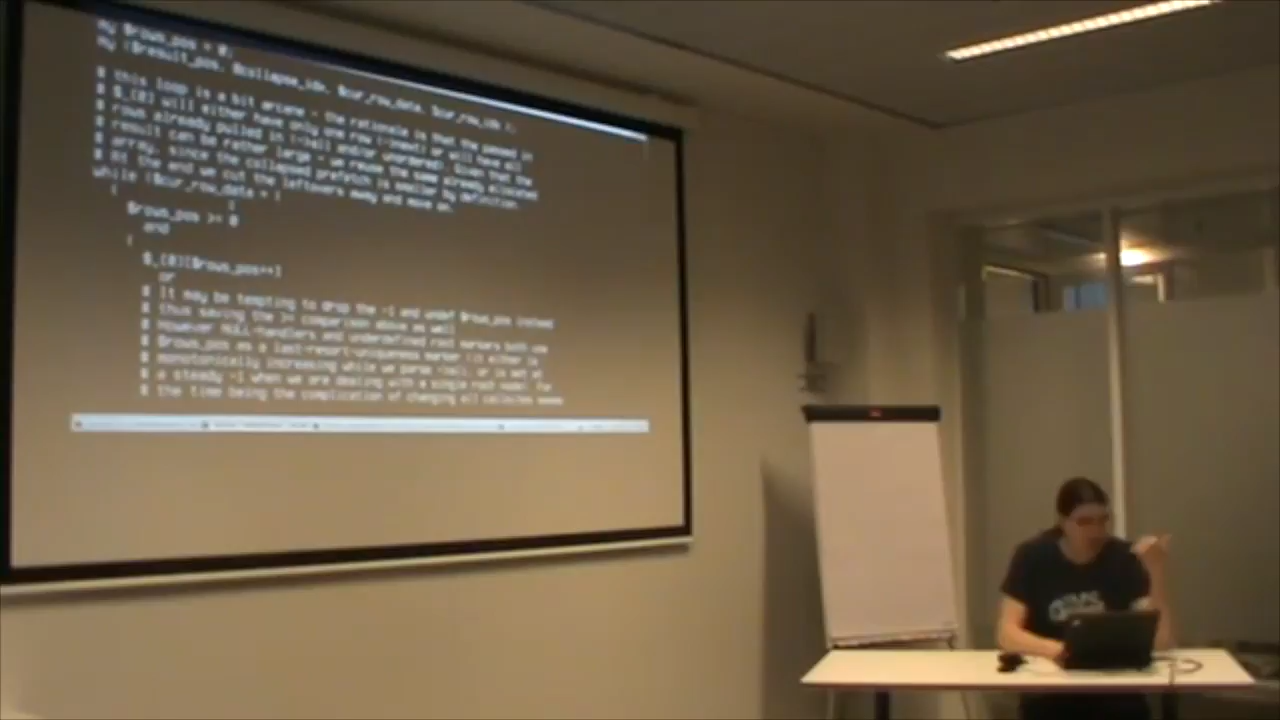 my $rows_pos = 0;
my ($result_pos, @collapse_idx, $cur_row_data, $cur_row_ids );
# this loop is a bit arcane - the rationale is that the passed in
# $_[0] will either have only one row (->next) or will have all
# rows already pulled in (->all and/or unordered). Given that the
# result can be rather large - we reuse the same already allocated
# array, since the collapsed prefetch is smaller by definition.
# At the end we cut the leftovers away and move on.
while ($cur_row_data = (
(
$rows_pos >= 0
and
(
$_[0][$rows_pos++]
or
# It may be tempting to drop the -1 and undef $rows_pos instead
# thus saving the >= comparison above as well
# However NULL-handlers and underdefined root markers both use
# $rows_pos as a last-resort-uniqueness marker (it either is
# monotonically increasing while we parse ->all, or is set at
# a steady -1 when we are dealing with a single root node). For
# the time being the complication of changing all callsites seems